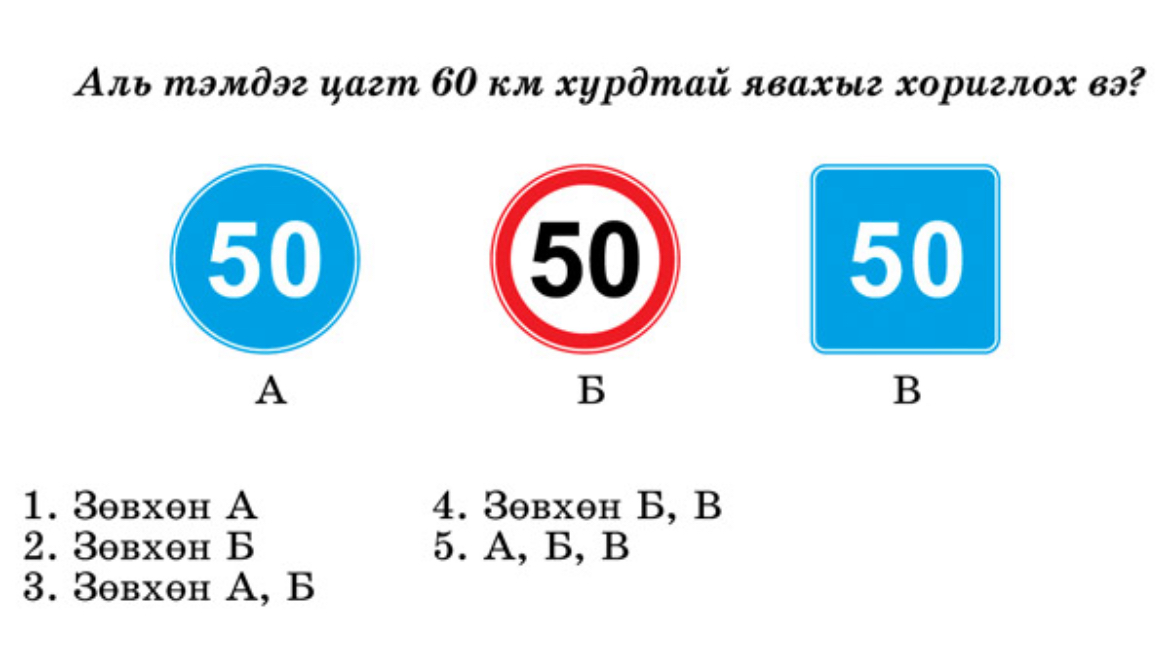 Аль тэмдэг цагт 60 км хурдтай явахыг хориглох вэ?
50 50 50
А Б В
1. Зөвхөн А 4. Зөвхөн Б, В
2. Зөвхөн Б 5. А, Б, В
3. Зөвхөн А, Б